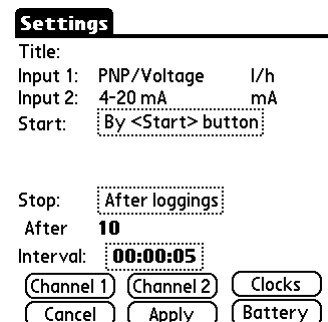 Settings
Title:
Input 1: PNP/Voltage l/h
Input 2: 4-20 mA mA
Start: By <Start> button
Stop: After loggings
After 10
Interval: 00:00:05
Channel 1 Channel 2 Clocks
Cancel Apply Battery